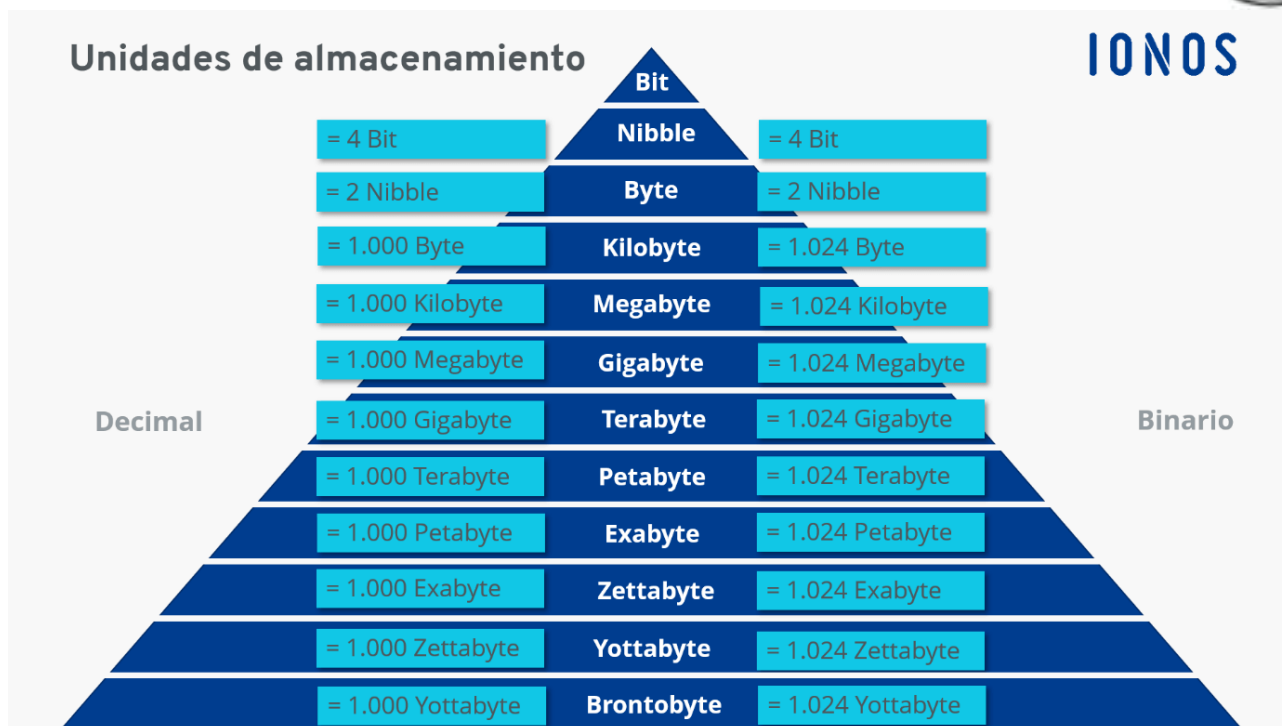 Unidades de almacenamiento
IONOS
Bit
= 4 Bit Nibble = 4 Bit
= 2 Nibble Byte = 2 Nibble
= 1.000 Byte Kilobyte = 1.024 Byte
= 1.000 Kilobyte Megabyte = 1.024 Kilobyte
= 1.000 Megabyte Gigabyte = 1.024 Megabyte
Decimal = 1.000 Gigabyte Terabyte = 1.024 Gigabyte Binario
= 1.000 Terabyte Petabyte = 1.024 Terabyte
= 1.000 Petabyte Exabyte = 1.024 Petabyte
= 1.000 Exabyte Zettabyte = 1.024 Exabyte
= 1.000 Zettabyte Yottabyte = 1.024 Zettabyte
= 1.000 Yottabyte Brontobyte = 1.024 Yottabyte